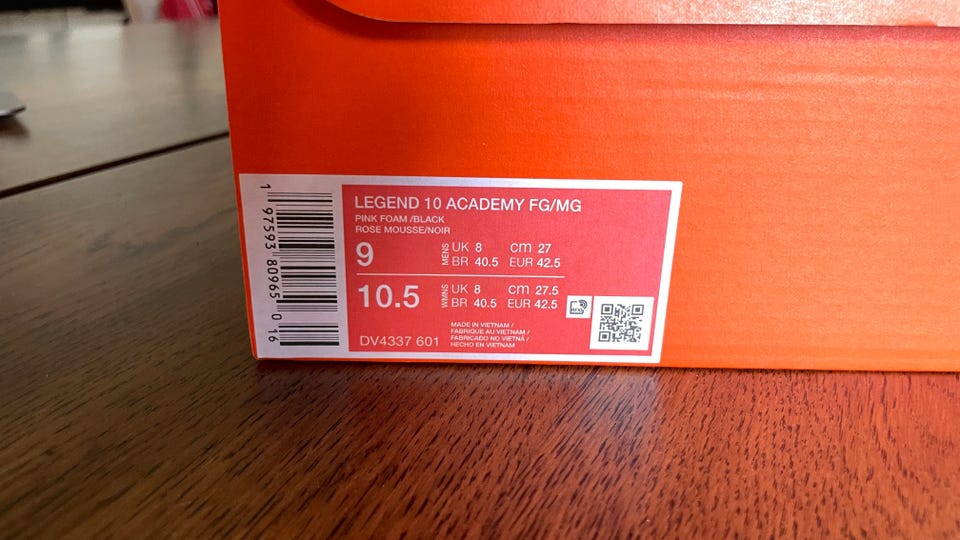 1 97593 80965 0 16
LEGEND 10 ACADEMY FG/MG
PINK FOAM /BLACK
ROSE MOUSSE/NOIR
9 MENS UK 8 cm 27
BR 40.5 EUR 42.5
10.5 WMNS UK 8 cm 27.5
BR 40.5 EUR 42.5
DV4337 601
MADE IN VIETNAM /
FABRIQUE AU VIETNAM /
FABRICADO NO VIETNÃ /
HECHO EN VIETNAM